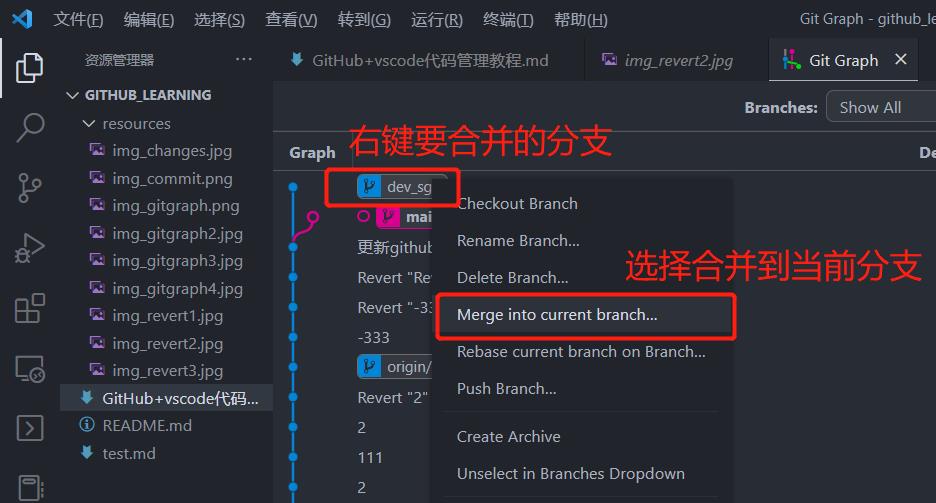 文件(F) 编辑(E) 选择(S) 查看(V) 转到(G) 运行(R) 终端(T) 帮助(H) Git Graph - github_le
资源管理器 ···
GitHub+vscode代码管理教程.md img_revert2.jpg Git Graph
GITHUB_LEARNING
resources
img_changes.jpg
img_commit.png
img_gitgraph.png
img_gitgraph2.jpg
img_gitgraph3.jpg
img_gitgraph4.jpg
img_revert1.jpg
img_revert2.jpg
img_revert3.jpg
GitHub+vscode代码...
README.md
test.md
Branches: Show All
右键要合并的分支
Graph De
dev_sg
mai
更新github
Revert "Re
Revert "-33
-333
origin/
Revert "2"
2
111
2
Checkout Branch
Rename Branch...
Delete Branch...
选择合并到当前分支
Merge into current branch...
Rebase current branch on Branch...
Push Branch...
Create Archive
Unselect in Branches Dropdown